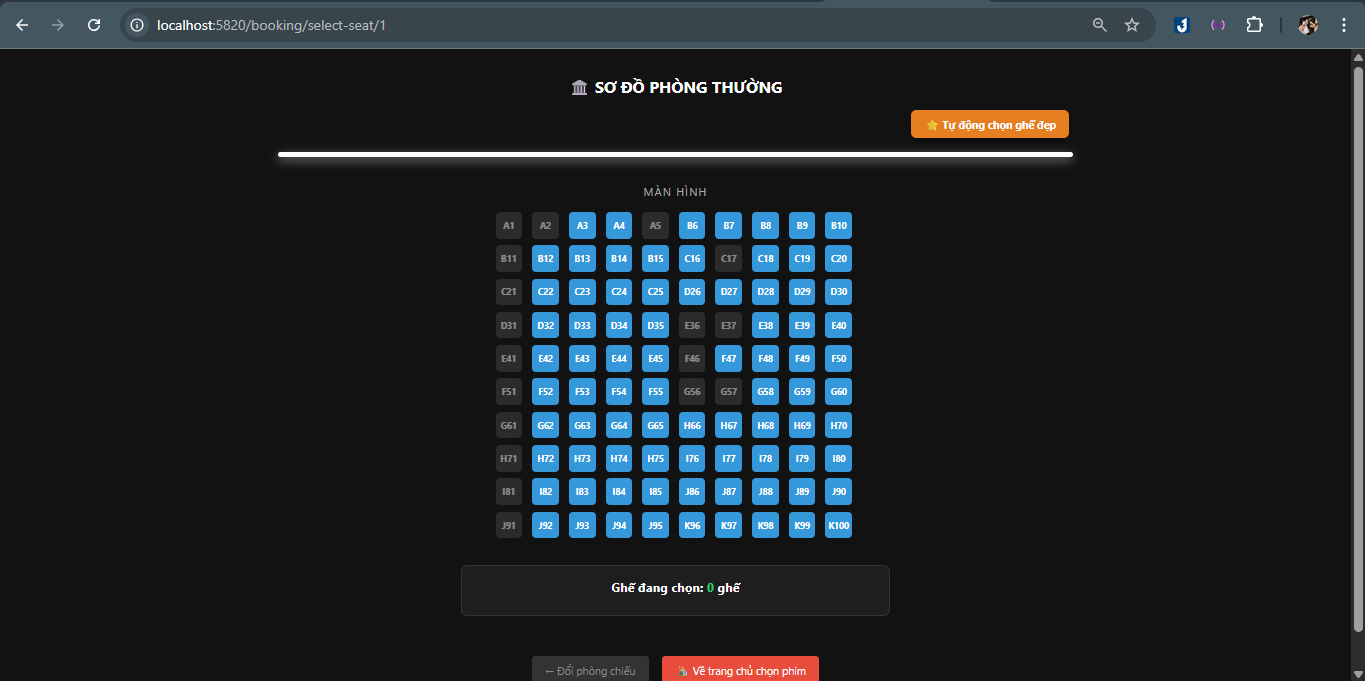 localhost:5820/booking/select-seat/1
🏛️ SƠ ĐỒ PHÒNG THƯỜNG
⭐ Tự động chọn ghế đẹp
MÀN HÌNH
A1 A2 A3 A4 A5 B6 B7 B8 B9 B10
B11 B12 B13 B14 B15 C16 C17 C18 C19 C20
C21 C22 C23 C24 C25 D26 D27 D28 D29 D30
D31 D32 D33 D34 D35 E36 E37 E38 E39 E40
E41 E42 E43 E44 E45 F46 F47 F48 F49 F50
F51 F52 F53 F54 F55 G56 G57 G58 G59 G60
G61 G62 G63 G64 G65 H66 H67 H68 H69 H70
H71 H72 H73 H74 H75 I76 I77 I78 I79 I80
I81 I82 I83 I84 I85 J86 J87 J88 J89 J90
J91 J92 J93 J94 J95 K96 K97 K98 K99 K100
Ghế đang chọn: 0 ghế
← Đổi phòng chiếu Về trang chủ chọn phim